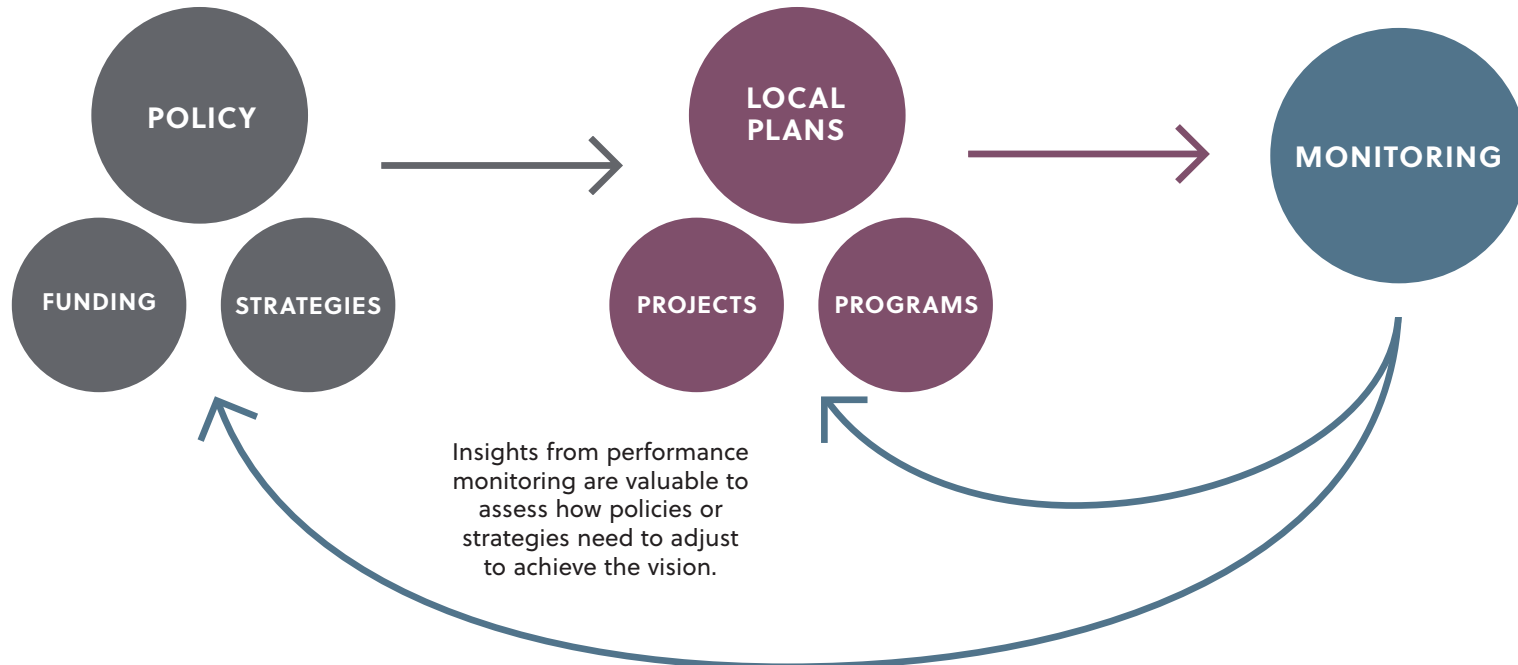 POLICY
FUNDING
STRATEGIES
LOCAL
PLANS
PROJECTS
PROGRAMS
MONITORING
Insights from performance
monitoring are valuable to
assess how policies or
strategies need to adjust
to achieve the vision.